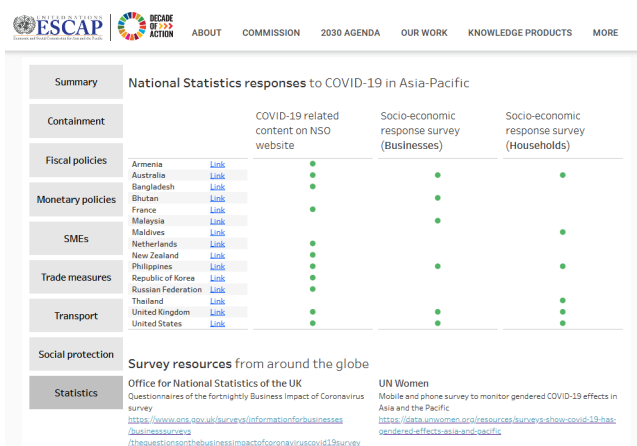 UNITED NATIONS
ESCAP
Economic and Social Commission for Asia and the Pacific
DECADE
OF >>>
ACTION
ABOUT
COMMISSION
2030 AGENDA
OUR WORK
KNOWLEDGE PRODUCTS
MORE
Summary
Containment
Fiscal policies
Monetary policies
SMEs
Trade measures
Transport
Social protection
Statistics
National Statistics responses to COVID-19 in Asia-Pacific
COVID-19 related
content on NSO
website
Socio-economic
response survey
(Businesses)
Socio-economic
response survey
(Households)
Armenia Link
Australia Link
Bangladesh Link
Bhutan Link
France Link
Malaysia Link
Maldives Link
Netherlands Link
New Zealand Link
Philippines Link
Republic of Korea Link
Russian Federation Link
Thailand Link
United Kingdom Link
United States Link
Survey resources from around the globe
Office for National Statistics of the UK
Questionnaires of the fortnightly Business Impact of Coronavirus
survey
https://www.ons.gov.uk/surveys/informationforbusinesses
/businesssurveys
/thequestionsonthebusinessimpactofcoronaviruscovid19survey
UN Women
Mobile and phone survey to monitor gendered COVID-19 effects in
Asia and the Pacific
https://data.unwomen.org/resources/surveys-show-covid-19-has-
gendered-effects-asia-and-pacific